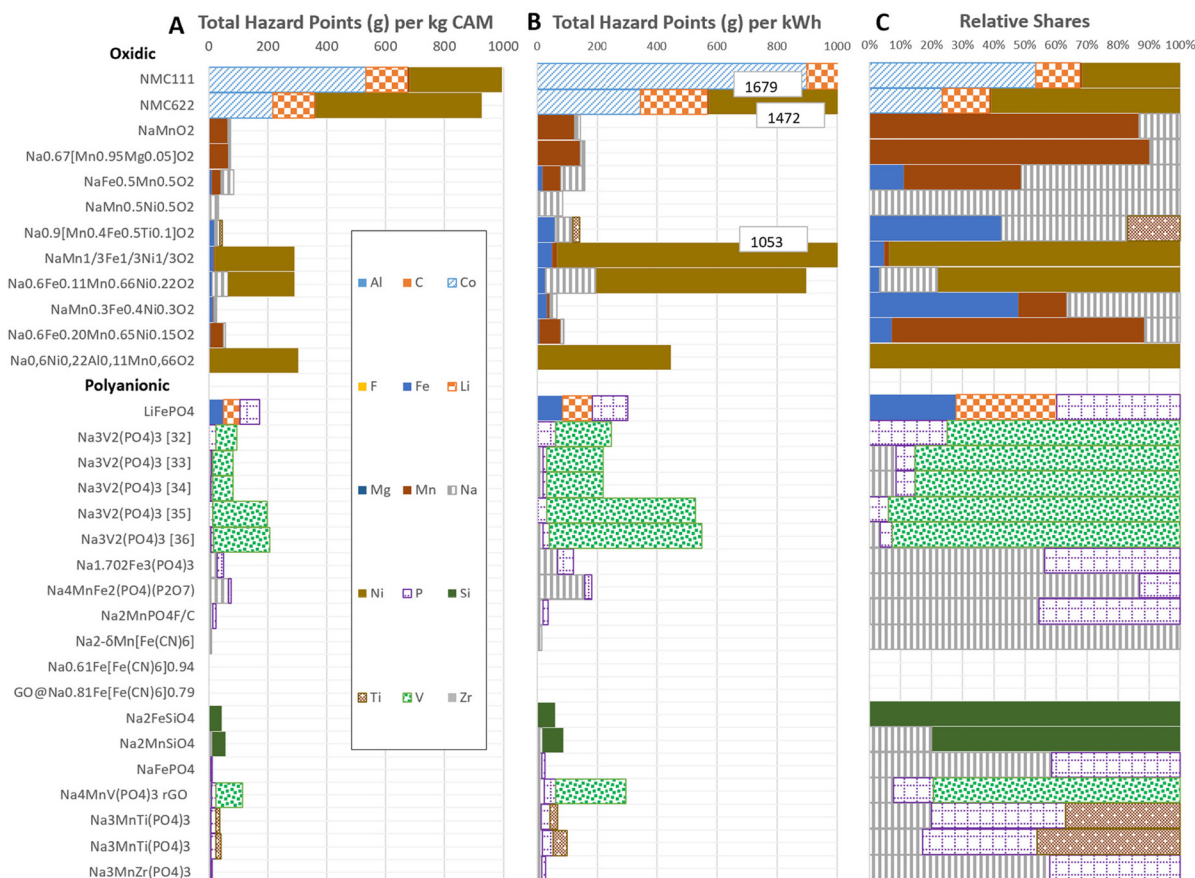 A Total Hazard Points (g) per kg CAM
B Total Hazard Points (g) per kWh
C Relative Shares
0 200 400 600 800 1000
0 200 400 600 800 1000
0% 10% 20% 30% 40% 50% 60% 70% 80% 90% 100%
Oxidic
NMC111
1679
NMC622
1472
NaMnO2
Na0.67[Mn0.95Mg0.05]O2
NaFe0.5Mn0.5O2
NaMn0.5Ni0.5O2
Na0.9[Mn0.4Fe0.5Ti0.1]O2
1053
NaMn1/3Fe1/3Ni1/3O2
Na0.6Fe0.11Mn0.66Ni0.22O2
NaMn0.3Fe0.4Ni0.3O2
Na0.6Fe0.20Mn0.65Ni0.15O2
Na0,6Ni0,22Al0,11Mn0,66O2
Polyanionic
LiFePO4
Na3V2(PO4)3 [32]
Na3V2(PO4)3 [33]
Na3V2(PO4)3 [34]
Na3V2(PO4)3 [35]
Na3V2(PO4)3 [36]
Na1.702Fe3(PO4)3
Na4MnFe2(PO4)(P2O7)
Na2MnPO4F/C
Na2-δMn[Fe(CN)6]
Na0.61Fe[Fe(CN)6]0.94
GO@Na0.81Fe[Fe(CN)6]0.79
Na2FeSiO4
Na2MnSiO4
NaFePO4
Na4MnV(PO4)3 rGO
Na3MnTi(PO4)3
Na3MnTi(PO4)3
Na3MnZr(PO4)3
Al C Co
F Fe Li
Mg Mn Na
Ni P Si
Ti V Zr